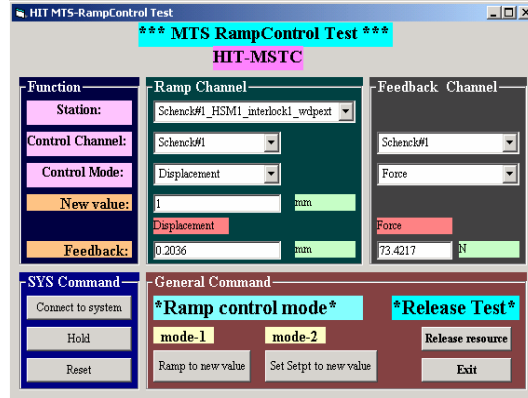 HIT MTS-RampControl Test
*** MTS RampControl Test ***
HIT-MSTC
Function
Station:
Control Channel:
Control Mode:
New value:
Feedback:
Ramp Channel
Schenck#1_HSM1_interlock1_wdpext
Schenck#1
Displacement
1 mm
Displacement
0.2036 mm
Feedback Channel
Schenck#1
Force
Force
73.4217 N
SYS Command
Connect to system
Hold
Reset
General Command
*Ramp control mode*
mode-1 mode-2
Ramp to new value Set Setpt to new value
*Release Test*
Release resource
Exit